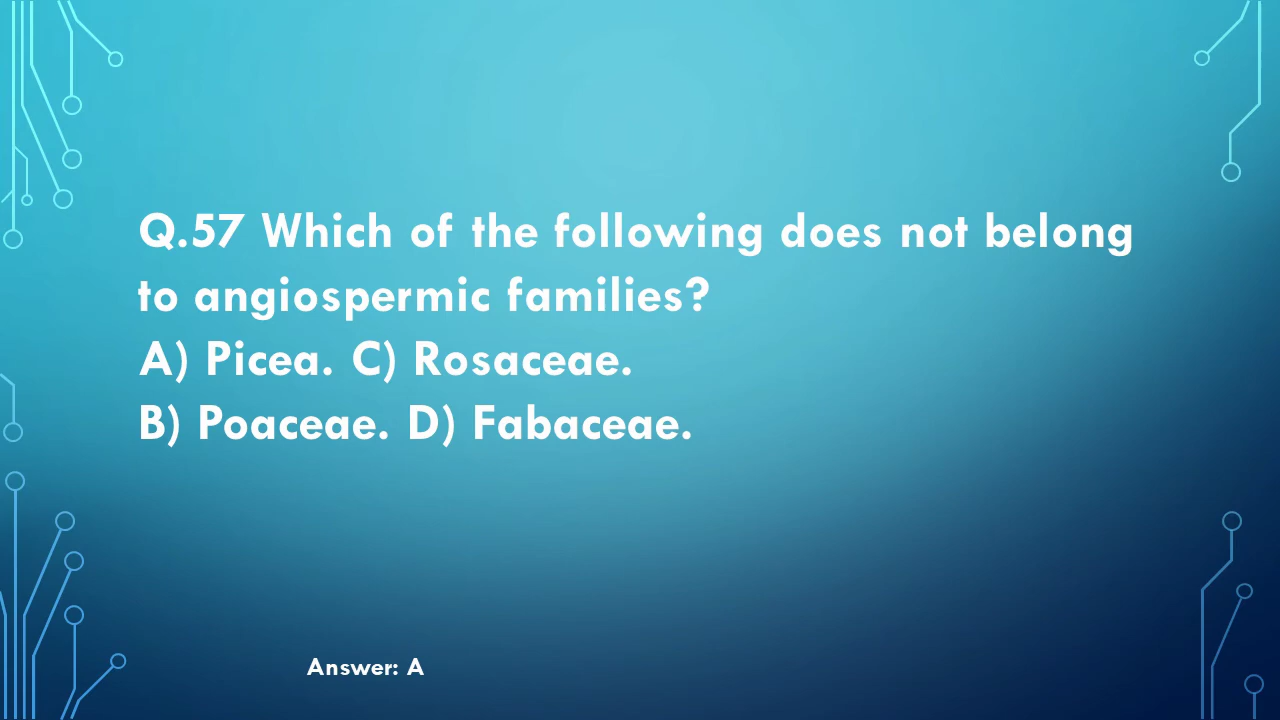 Q.57 Which of the following does not belong
to angiospermic families?
A) Picea. C) Rosaceae.
B) Poaceae. D) Fabaceae.
Answer: A